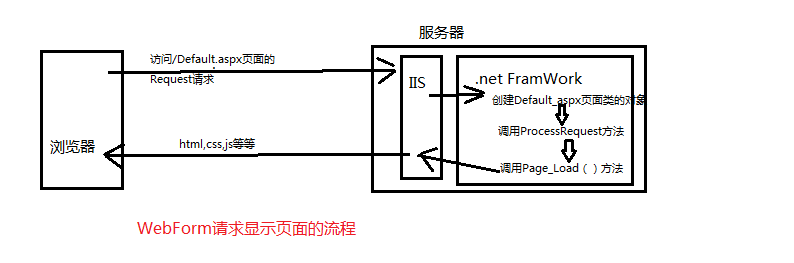 服务器
访问/Default.aspx页面的
Request请求
IIS
.net FramWork
创建Default_aspx页面类的对象
调用ProcessRequest方法
浏览器
html,css,js等等
调用Page_Load（）方法
WebForm请求显示页面的流程